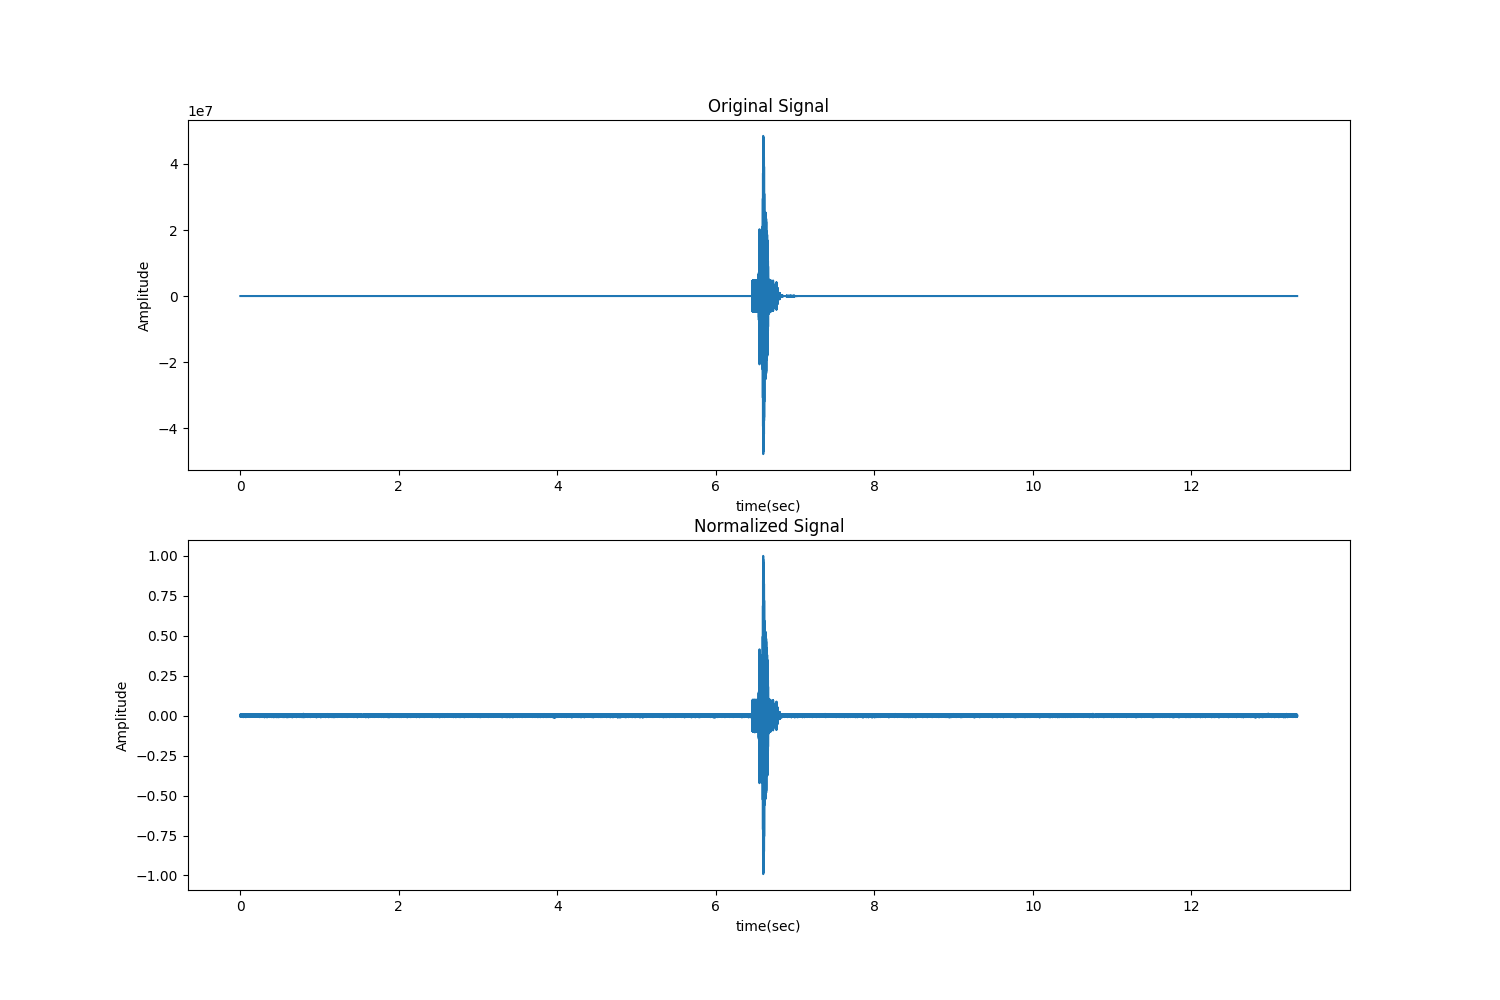 Original Signal
1e7
4
2
0
−2
−4
Amplitude
0 2 4 6 8 10 12
time(sec)
Normalized Signal
1.00
0.75
0.50
0.25
0.00
−0.25
−0.50
−0.75
−1.00
Amplitude
0 2 4 6 8 10 12
time(sec)